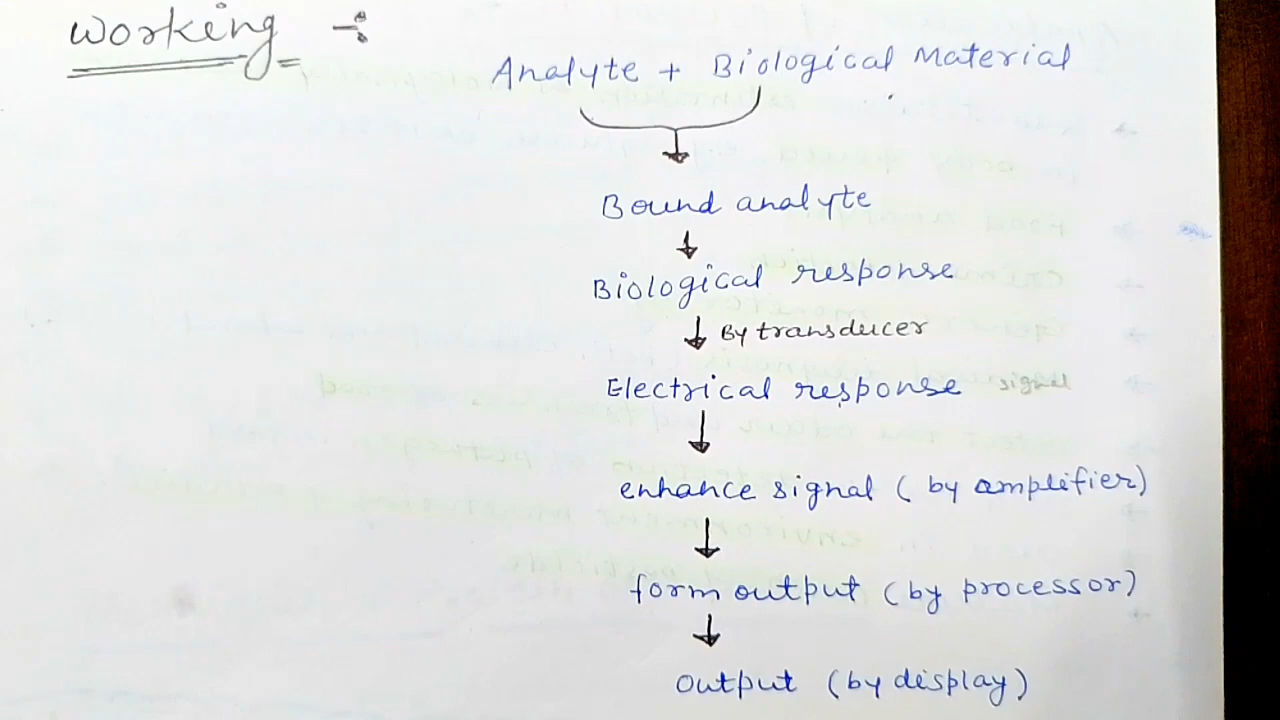 Working :-
Analyte + Biological Material
Bound analyte
Biological response
By transducer
Electrical response signal
enhance signal (by amplifier)
form output (by processor)
output (by display)